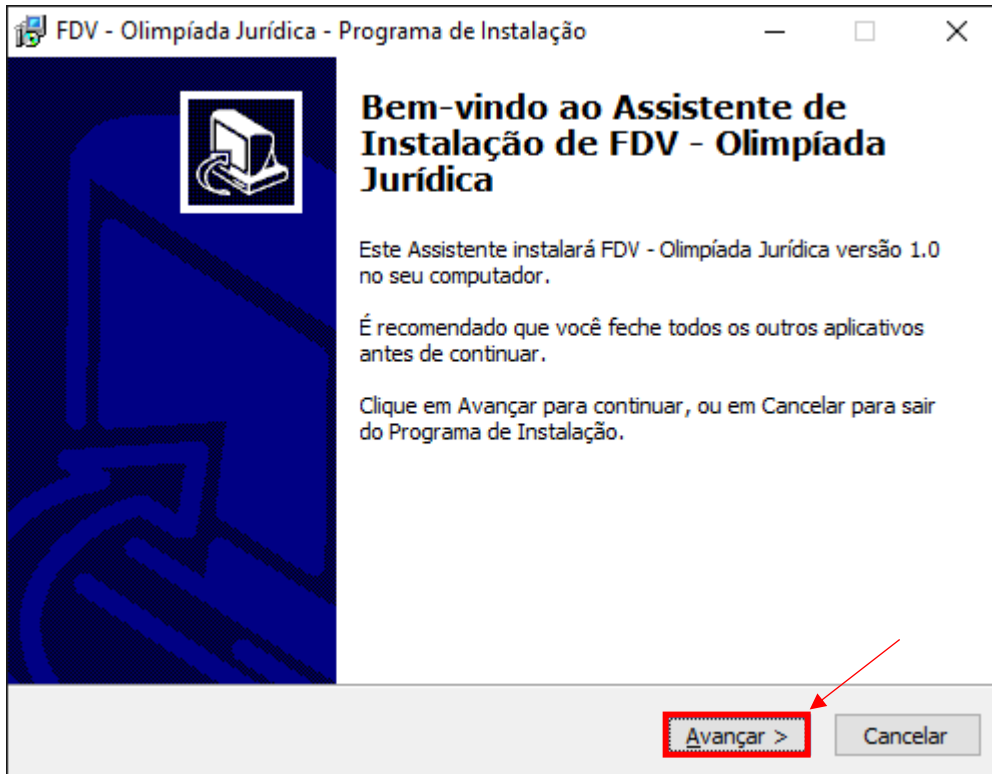 FDV - Olimpíada Jurídica - Programa de Instalação
Bem-vindo ao Assistente de
Instalação de FDV - Olimpíada
Jurídica
Este Assistente instalará FDV - Olimpíada Jurídica versão 1.0
no seu computador.
É recomendado que você feche todos os outros aplicativos
antes de continuar.
Clique em Avançar para continuar, ou em Cancelar para sair
do Programa de Instalação.
Avançar >
Cancelar